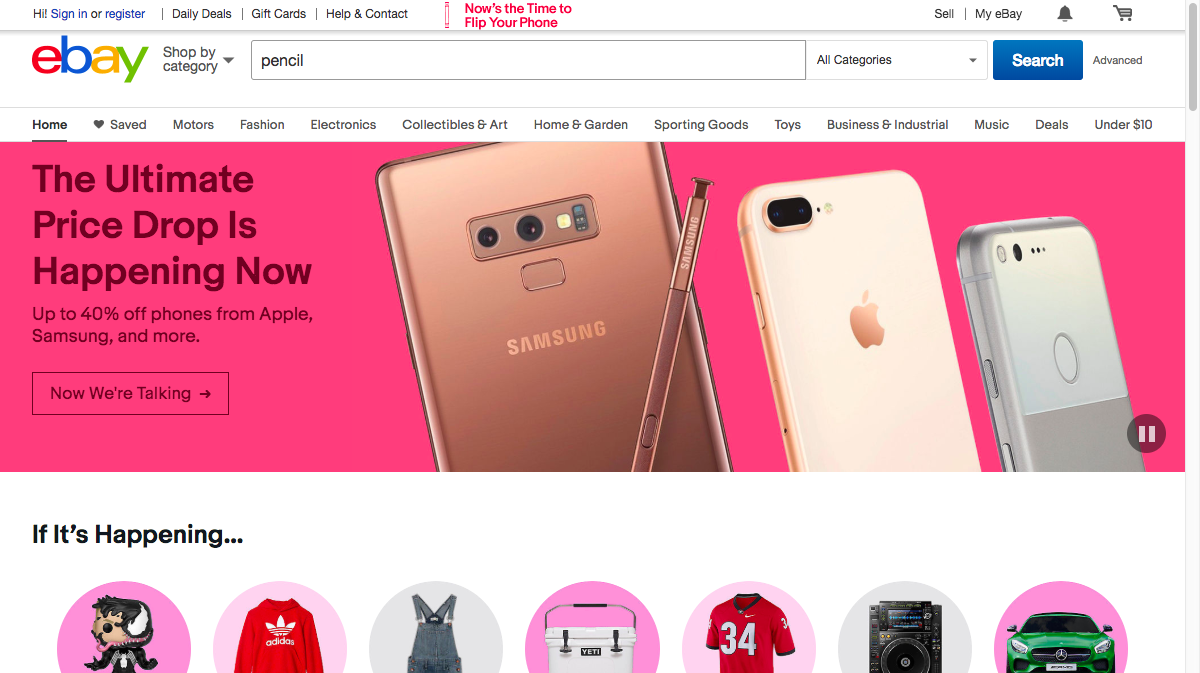 Hi! Sign in or register | Daily Deals | Gift Cards | Help & Contact
Now's the Time to
Flip Your Phone
Sell | My eBay
ebay
Shop by
category
pencil
All Categories
Search
Advanced
Home Saved Motors Fashion Electronics Collectibles & Art Home & Garden Sporting Goods Toys Business & Industrial Music Deals Under $10
The Ultimate
Price Drop Is
Happening Now
Up to 40% off phones from Apple,
Samsung, and more.
Now We're Talking →
SAMSUNG
SAMSUNG
If It's Happening...
adidas
YETI
34